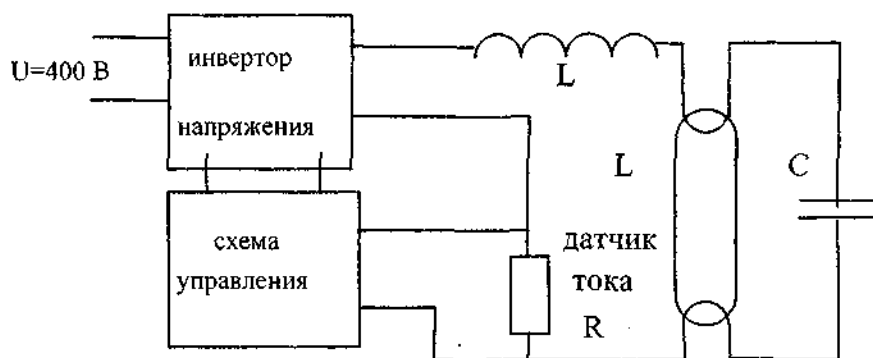 U=400 В
инвертор
напряжения
L
L
C
схема
управления
датчик
тока
R